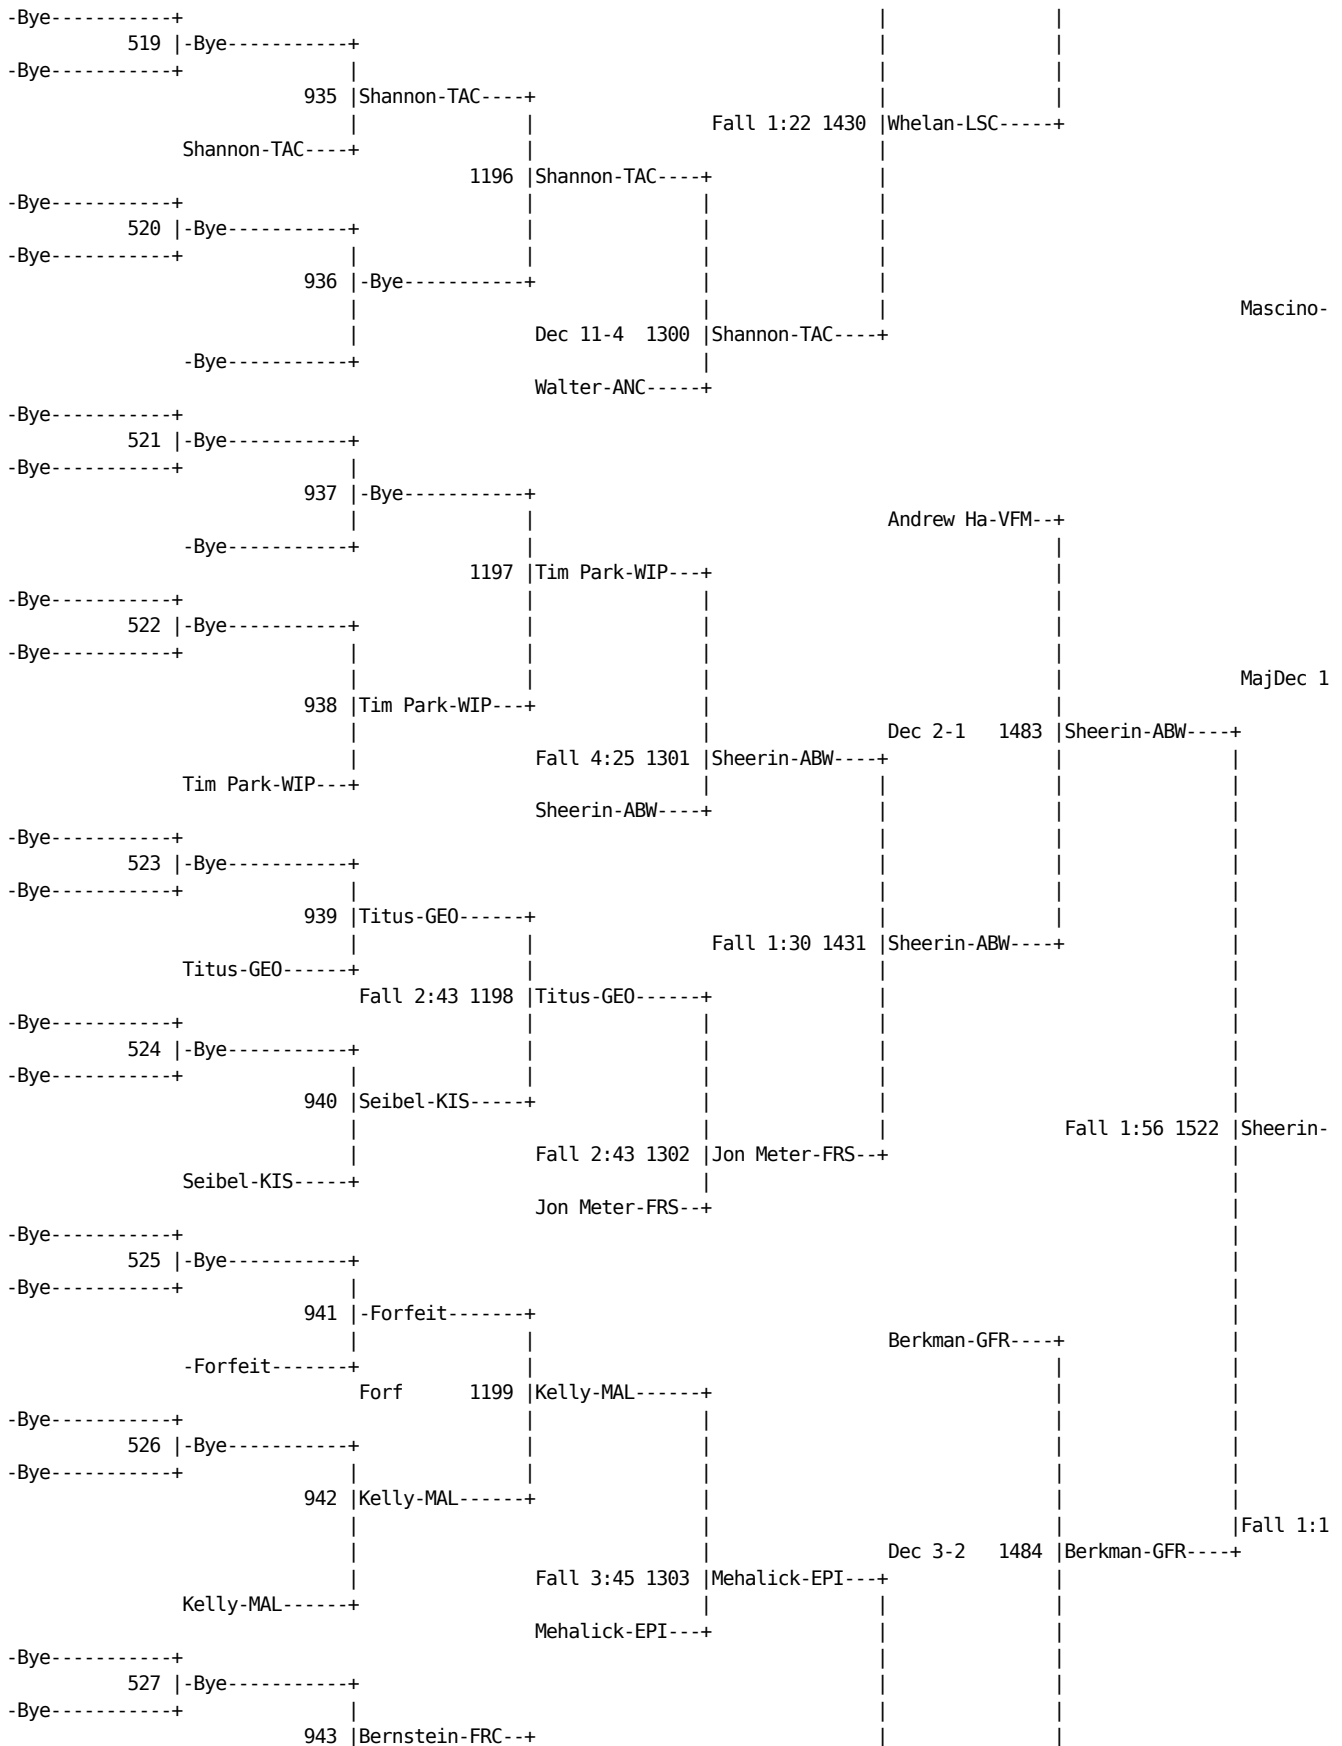 -Bye-----------+
519 |-Bye-----------+
-Bye-----------+
935 |Shannon-TAC----+
Fall 1:22 1430 |Whelan-LSC-----+
Shannon-TAC----+
1196 |Shannon-TAC----+
-Bye-----------+
520 |-Bye-----------+
-Bye-----------+
936 |-Bye-----------+
Mascino-
Dec 11-4  1300 |Shannon-TAC----+
-Bye-----------+
Walter-ANC-----+
-Bye-----------+
521 |-Bye-----------+
-Bye-----------+
937 |-Bye-----------+
Andrew Ha-VFM--+
-Bye-----------+
1197 |Tim Park-WIP---+
-Bye-----------+
522 |-Bye-----------+
-Bye-----------+
MajDec 1
938 |Tim Park-WIP---+
Dec 2-1   1483 |Sheerin-ABW----+
Fall 4:25 1301 |Sheerin-ABW----+
Tim Park-WIP---+
Sheerin-ABW----+
-Bye-----------+
523 |-Bye-----------+
-Bye-----------+
939 |Titus-GEO------+
Fall 1:30 1431 |Sheerin-ABW----+
Titus-GEO------+
Fall 2:43 1198 |Titus-GEO------+
-Bye-----------+
524 |-Bye-----------+
-Bye-----------+
940 |Seibel-KIS-----+
Fall 1:56 1522 |Sheerin-
Fall 2:43 1302 |Jon Meter-FRS--+
Seibel-KIS-----+
Jon Meter-FRS--+
-Bye-----------+
525 |-Bye-----------+
-Bye-----------+
941 |-Forfeit-------+
Berkman-GFR----+
-Forfeit-------+
Forf      1199 |Kelly-MAL------+
-Bye-----------+
526 |-Bye-----------+
-Bye-----------+
942 |Kelly-MAL------+
|Fall 1:1
Dec 3-2   1484 |Berkman-GFR----+
Fall 3:45 1303 |Mehalick-EPI---+
Kelly-MAL------+
Mehalick-EPI---+
-Bye-----------+
527 |-Bye-----------+
-Bye-----------+
943 |Bernstein-FRC--+